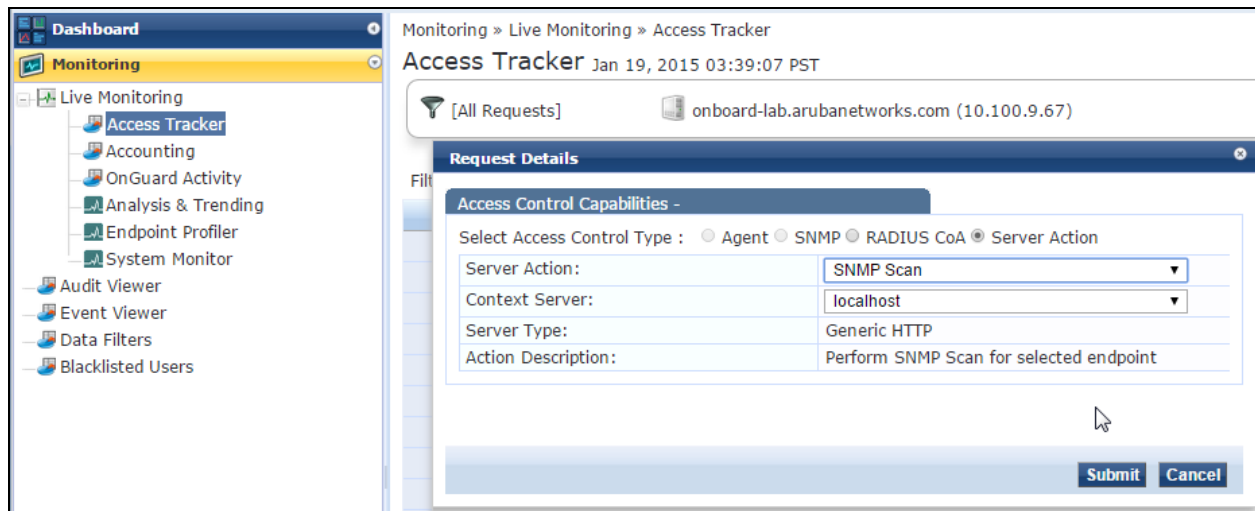 Dashboard
Monitoring
Live Monitoring
Access Tracker
Accounting
OnGuard Activity
Analysis & Trending
Endpoint Profiler
System Monitor
Audit Viewer
Event Viewer
Data Filters
Blacklisted Users
Monitoring » Live Monitoring » Access Tracker
Access Tracker Jan 19, 2015 03:39:07 PST
[All Requests] onboard-lab.arubanetworks.com (10.100.9.67)
Filt
Request Details
Access Control Capabilities -
Select Access Control Type : Agent SNMP RADIUS CoA Server Action
Server Action: SNMP Scan
Context Server: localhost
Server Type: Generic HTTP
Action Description: Perform SNMP Scan for selected endpoint
Submit Cancel